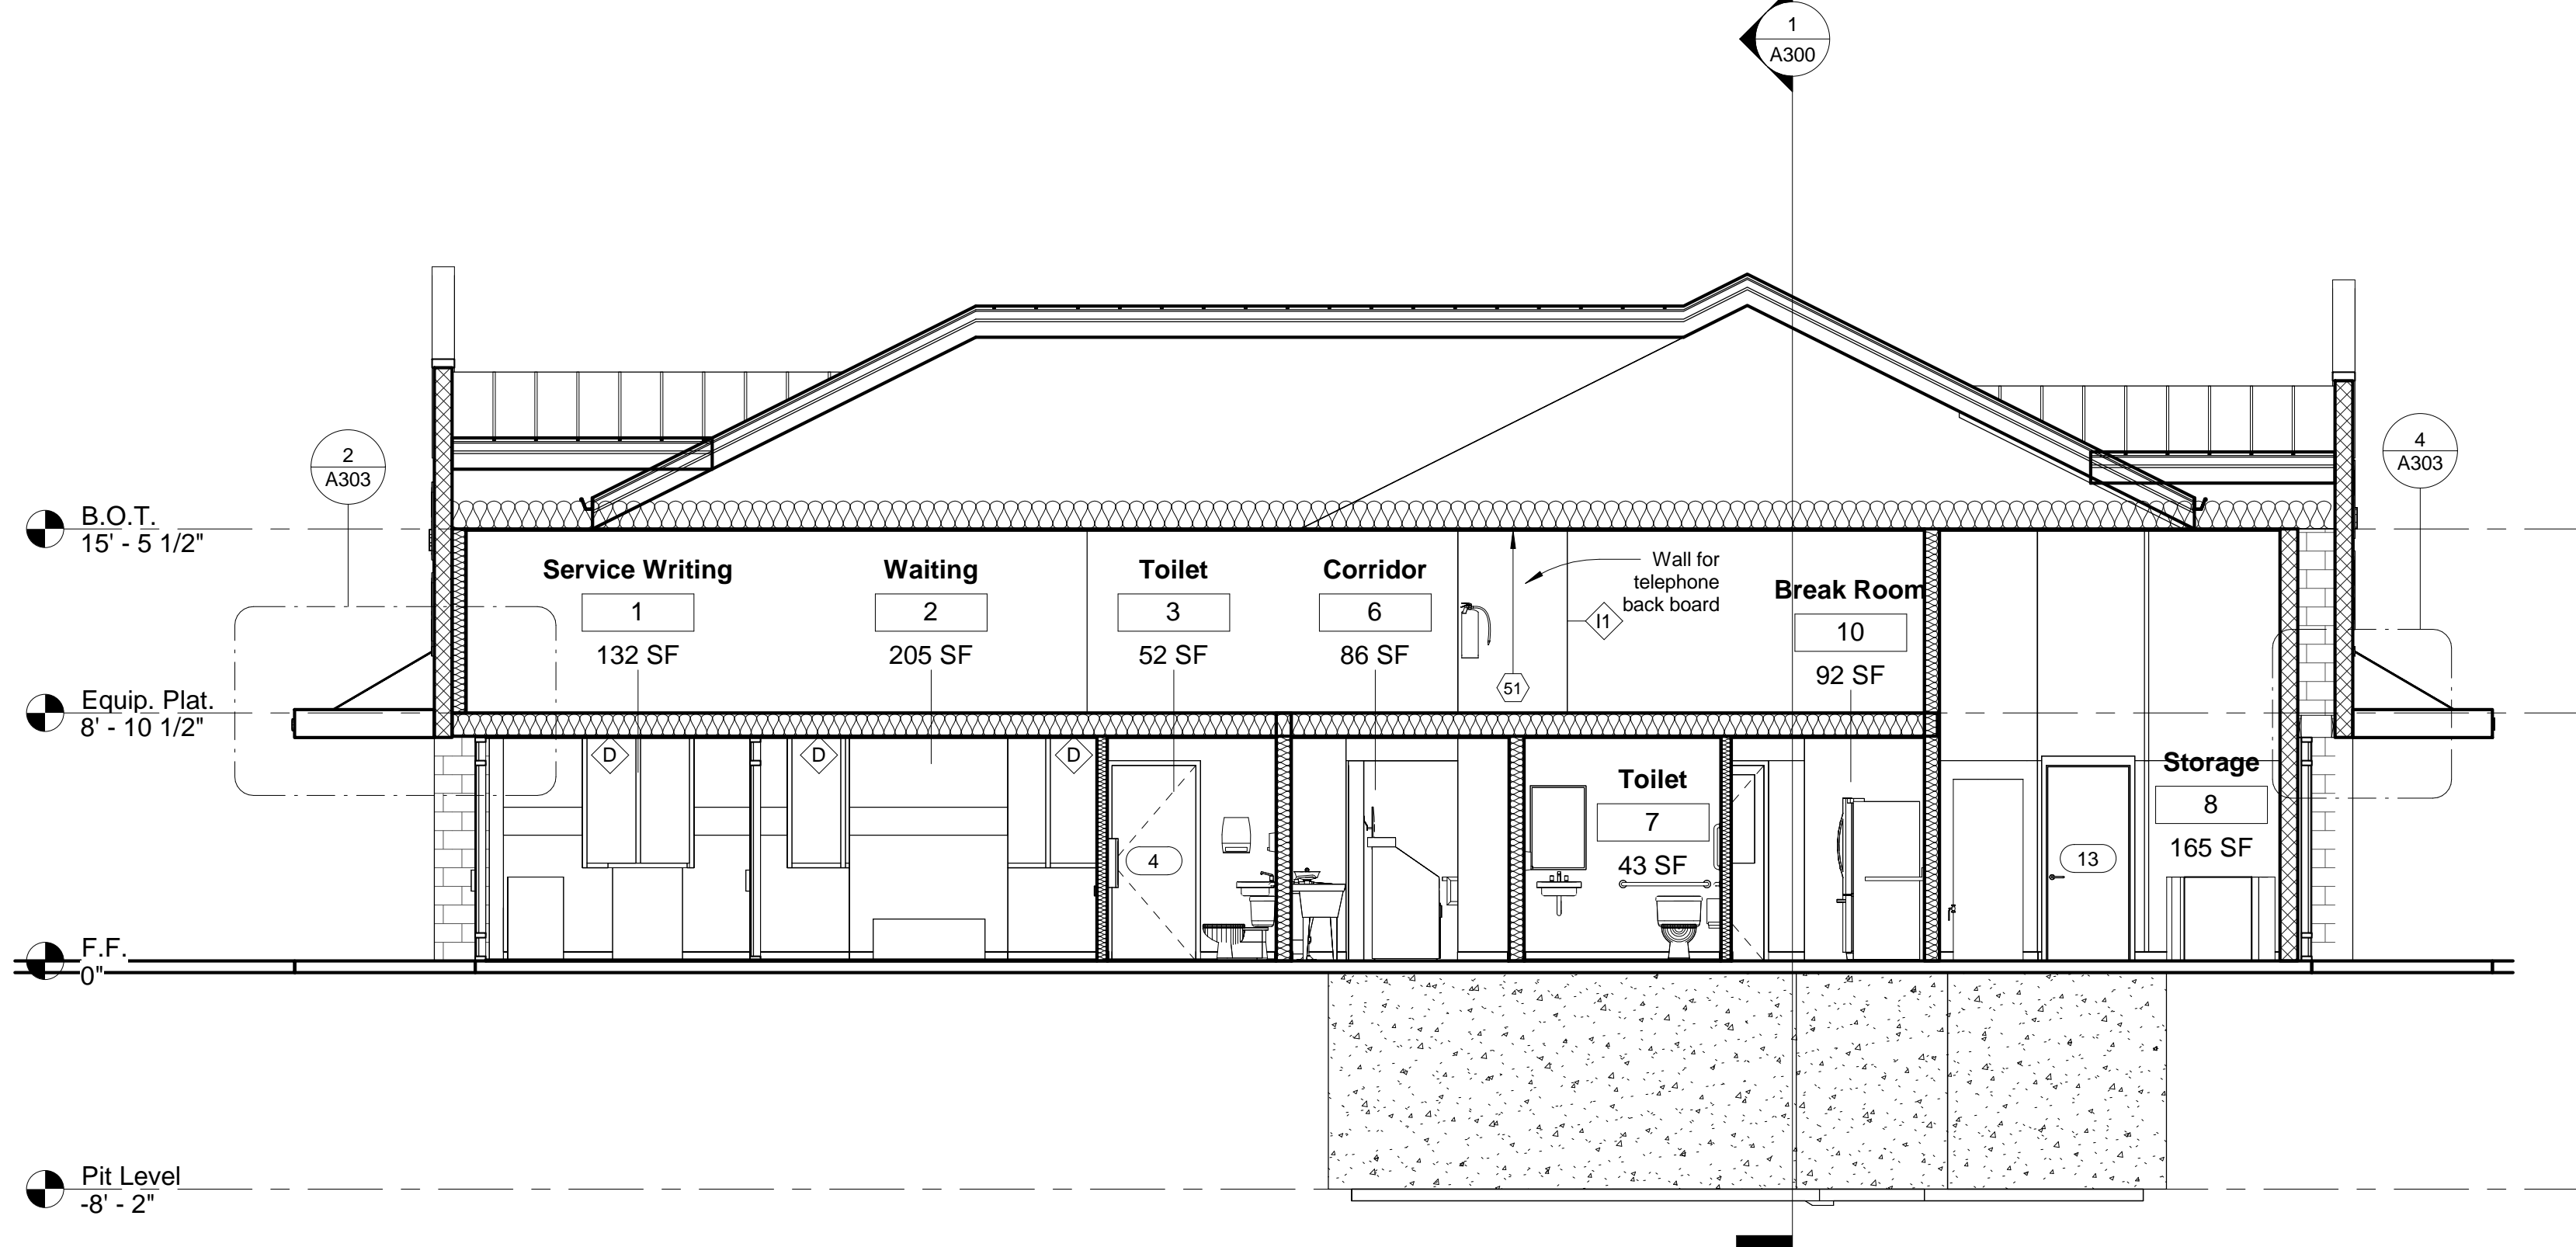 1
A300
2
A303
4
A303
B.O.T.
15' - 5 1/2"
Service Writing
1
132 SF
Waiting
2
205 SF
Toilet
3
52 SF
Corridor
6
86 SF
Wall for
telephone
back board
I1
51
Break Room
10
92 SF
Equip. Plat.
8' - 10 1/2"
D
D
D
Toilet
7
43 SF
Storage
8
165 SF
4
13
F.F.
0"
Pit Level
-8' - 2"